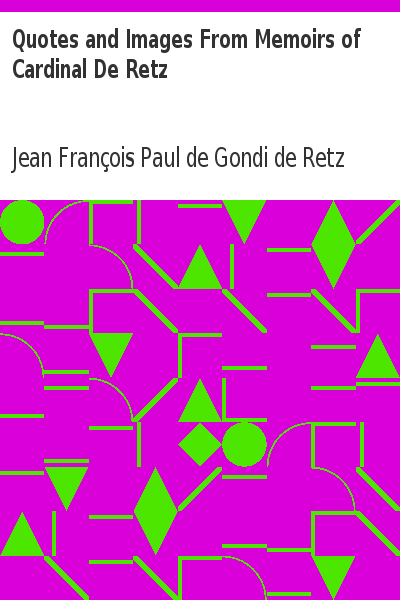 Quotes and Images From Memoirs of
Cardinal De Retz
Jean François Paul de Gondi de Retz